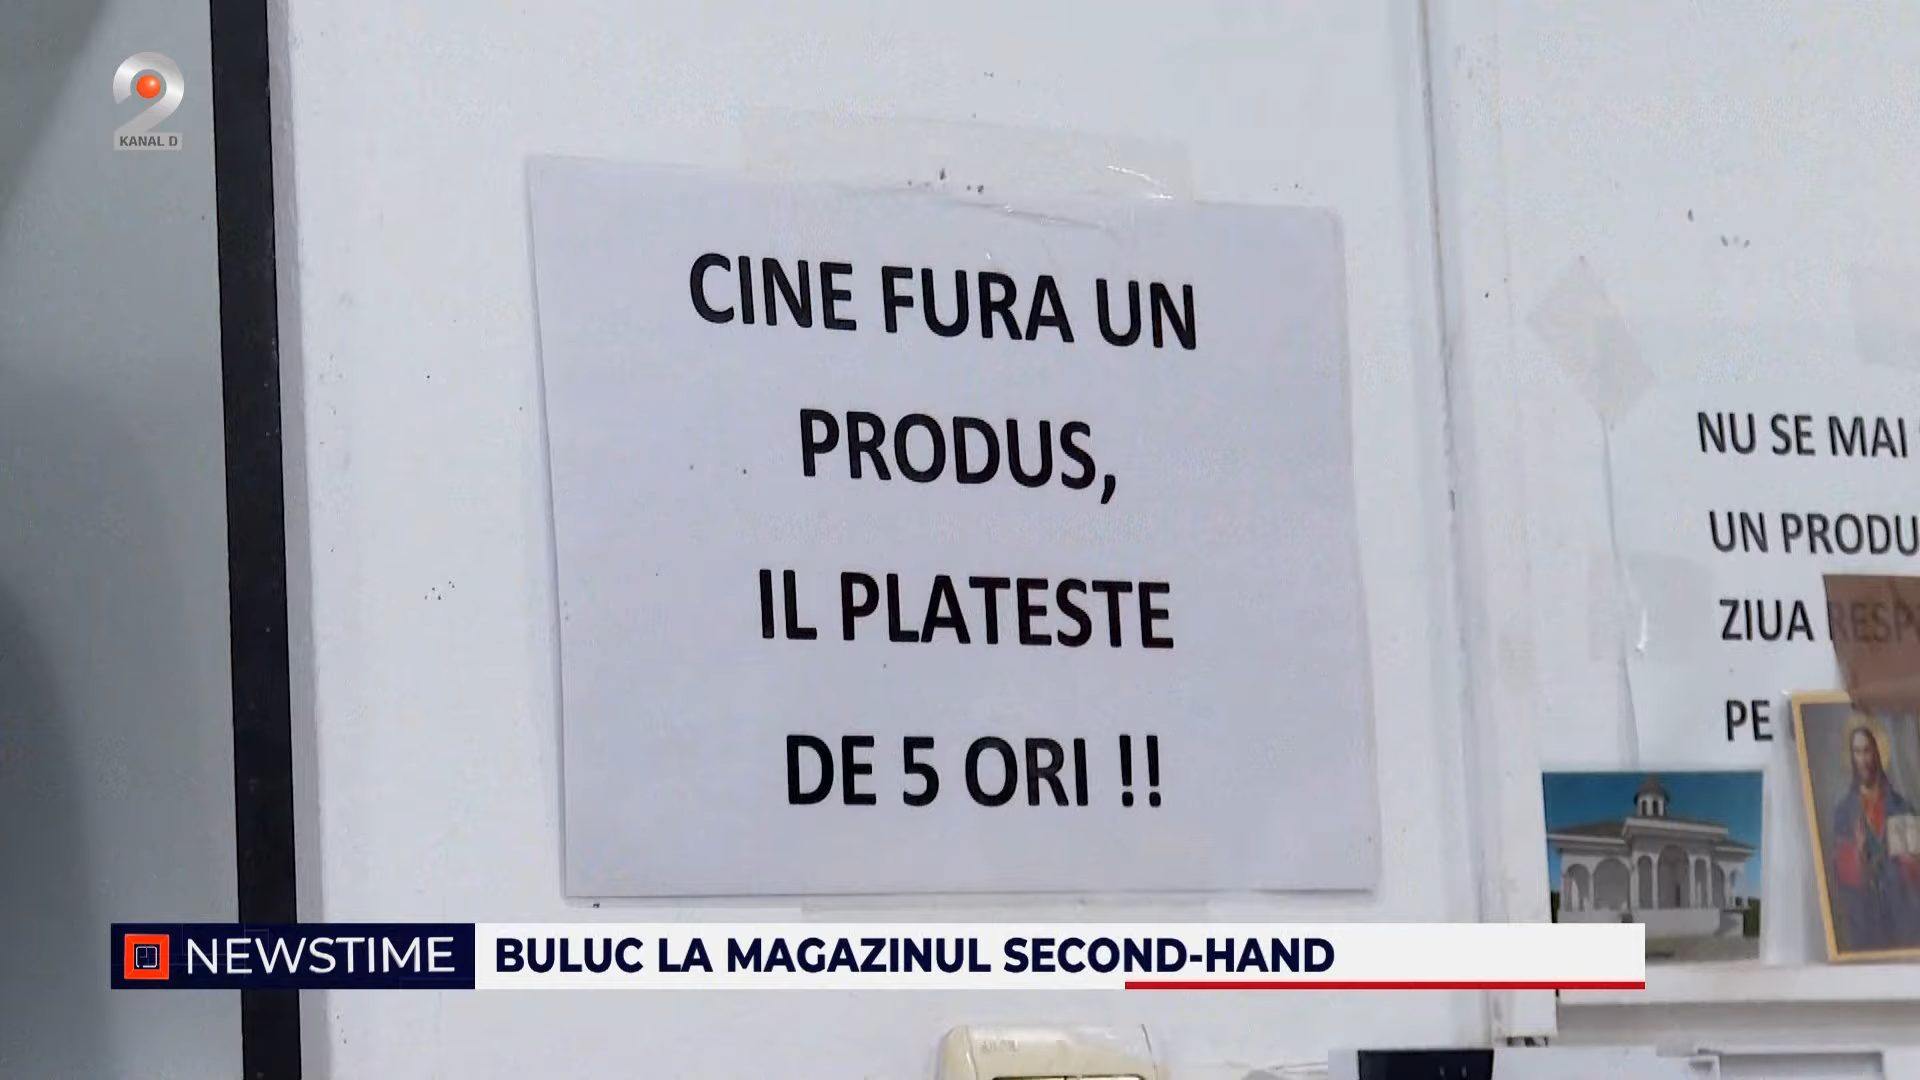 KANAL D
CINE FURA UN
PRODUS,
IL PLATESTE
DE 5 ORI !!
NU SE MAI
UN PRODU
ZIUA RESP
PE
NEWSTIME
BULUC LA MAGAZINUL SECOND-HAND